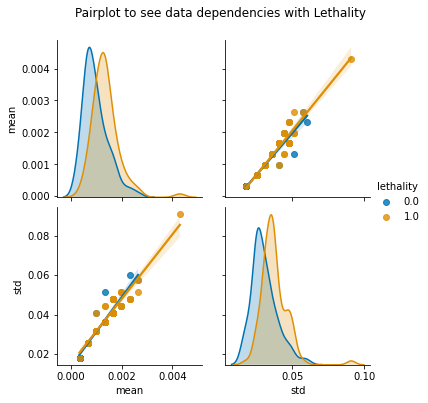 Pairplot to see data dependencies with Lethality
0.004
0.003
0.002
0.001
0.000
mean
lethality
0.0
1.0
0.08
0.06
0.04
0.02
std
0.000 0.002 0.004
mean
0.05 0.10
std